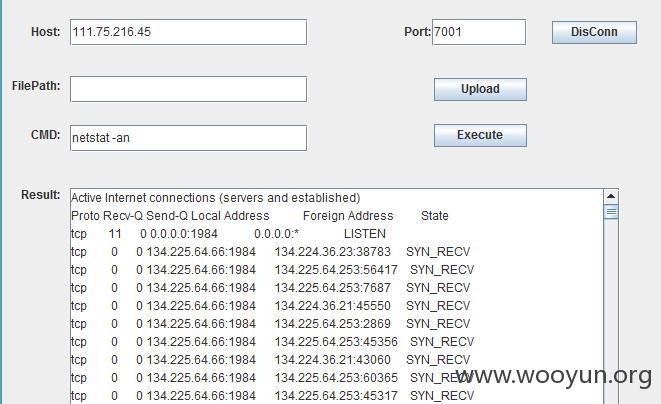 Host: 111.75.216.45 Port: 7001 DisConn
FilePath: Upload
CMD: netstat -an Execute
Result: Active Internet connections (servers and established)
Proto Recv-Q Send-Q Local Address Foreign Address State
tcp 11 0 0.0.0.0:1984 0.0.0.0:* LISTEN
tcp 0 0 134.225.64.66:1984 134.224.36.23:38783 SYN_RECV
tcp 0 0 134.225.64.66:1984 134.225.64.253:56417 SYN_RECV
tcp 0 0 134.225.64.66:1984 134.225.64.253:7687 SYN_RECV
tcp 0 0 134.225.64.66:1984 134.224.36.21:45550 SYN_RECV
tcp 0 0 134.225.64.66:1984 134.225.64.253:2869 SYN_RECV
tcp 0 0 134.225.64.66:1984 134.225.64.253:45356 SYN_RECV
tcp 0 0 134.225.64.66:1984 134.224.36.21:43060 SYN_RECV
tcp 0 0 134.225.64.66:1984 134.225.64.253:60365 SYN_RECV
tcp 0 0 134.225.64.66:1984 134.225.64.253:45317 SYN_RECV
www.wooyun.org